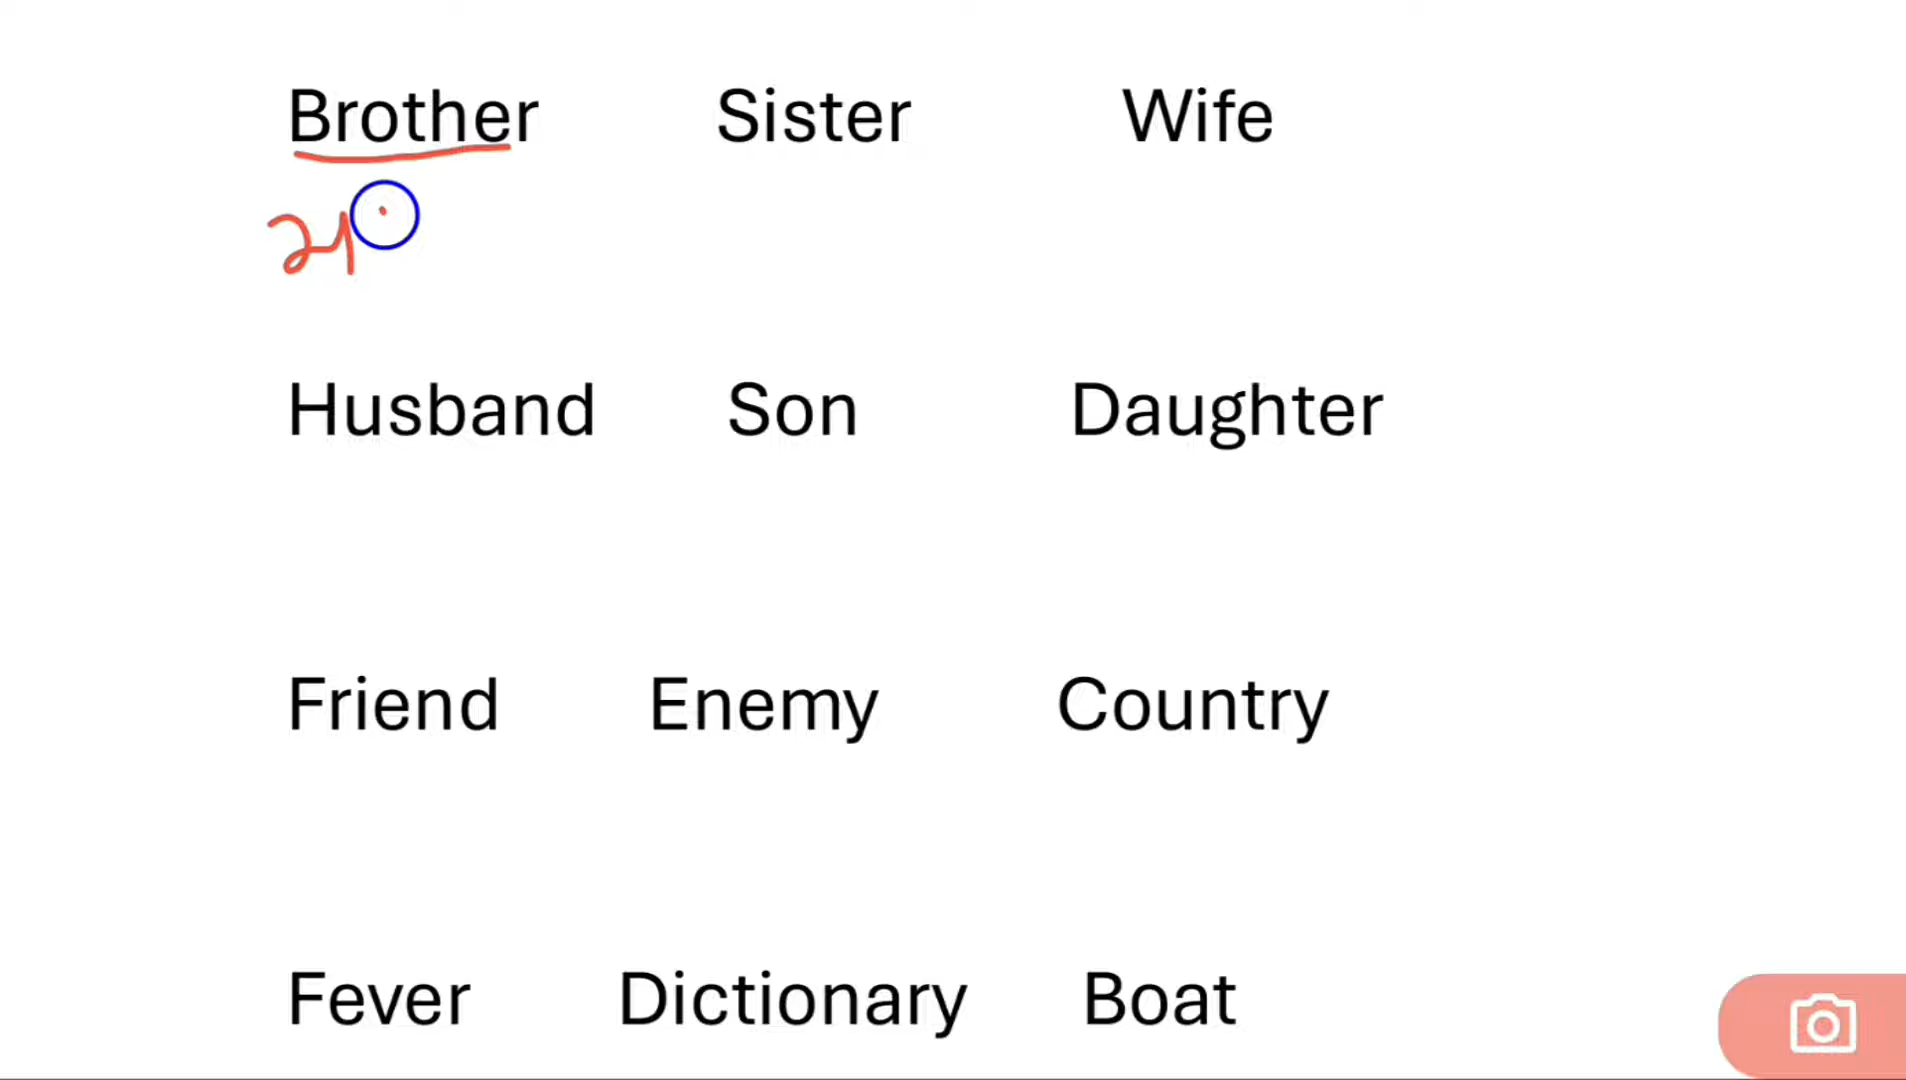 Brother Sister Wife
Husband Son Daughter
Friend Enemy Country
Fever Dictionary Boat